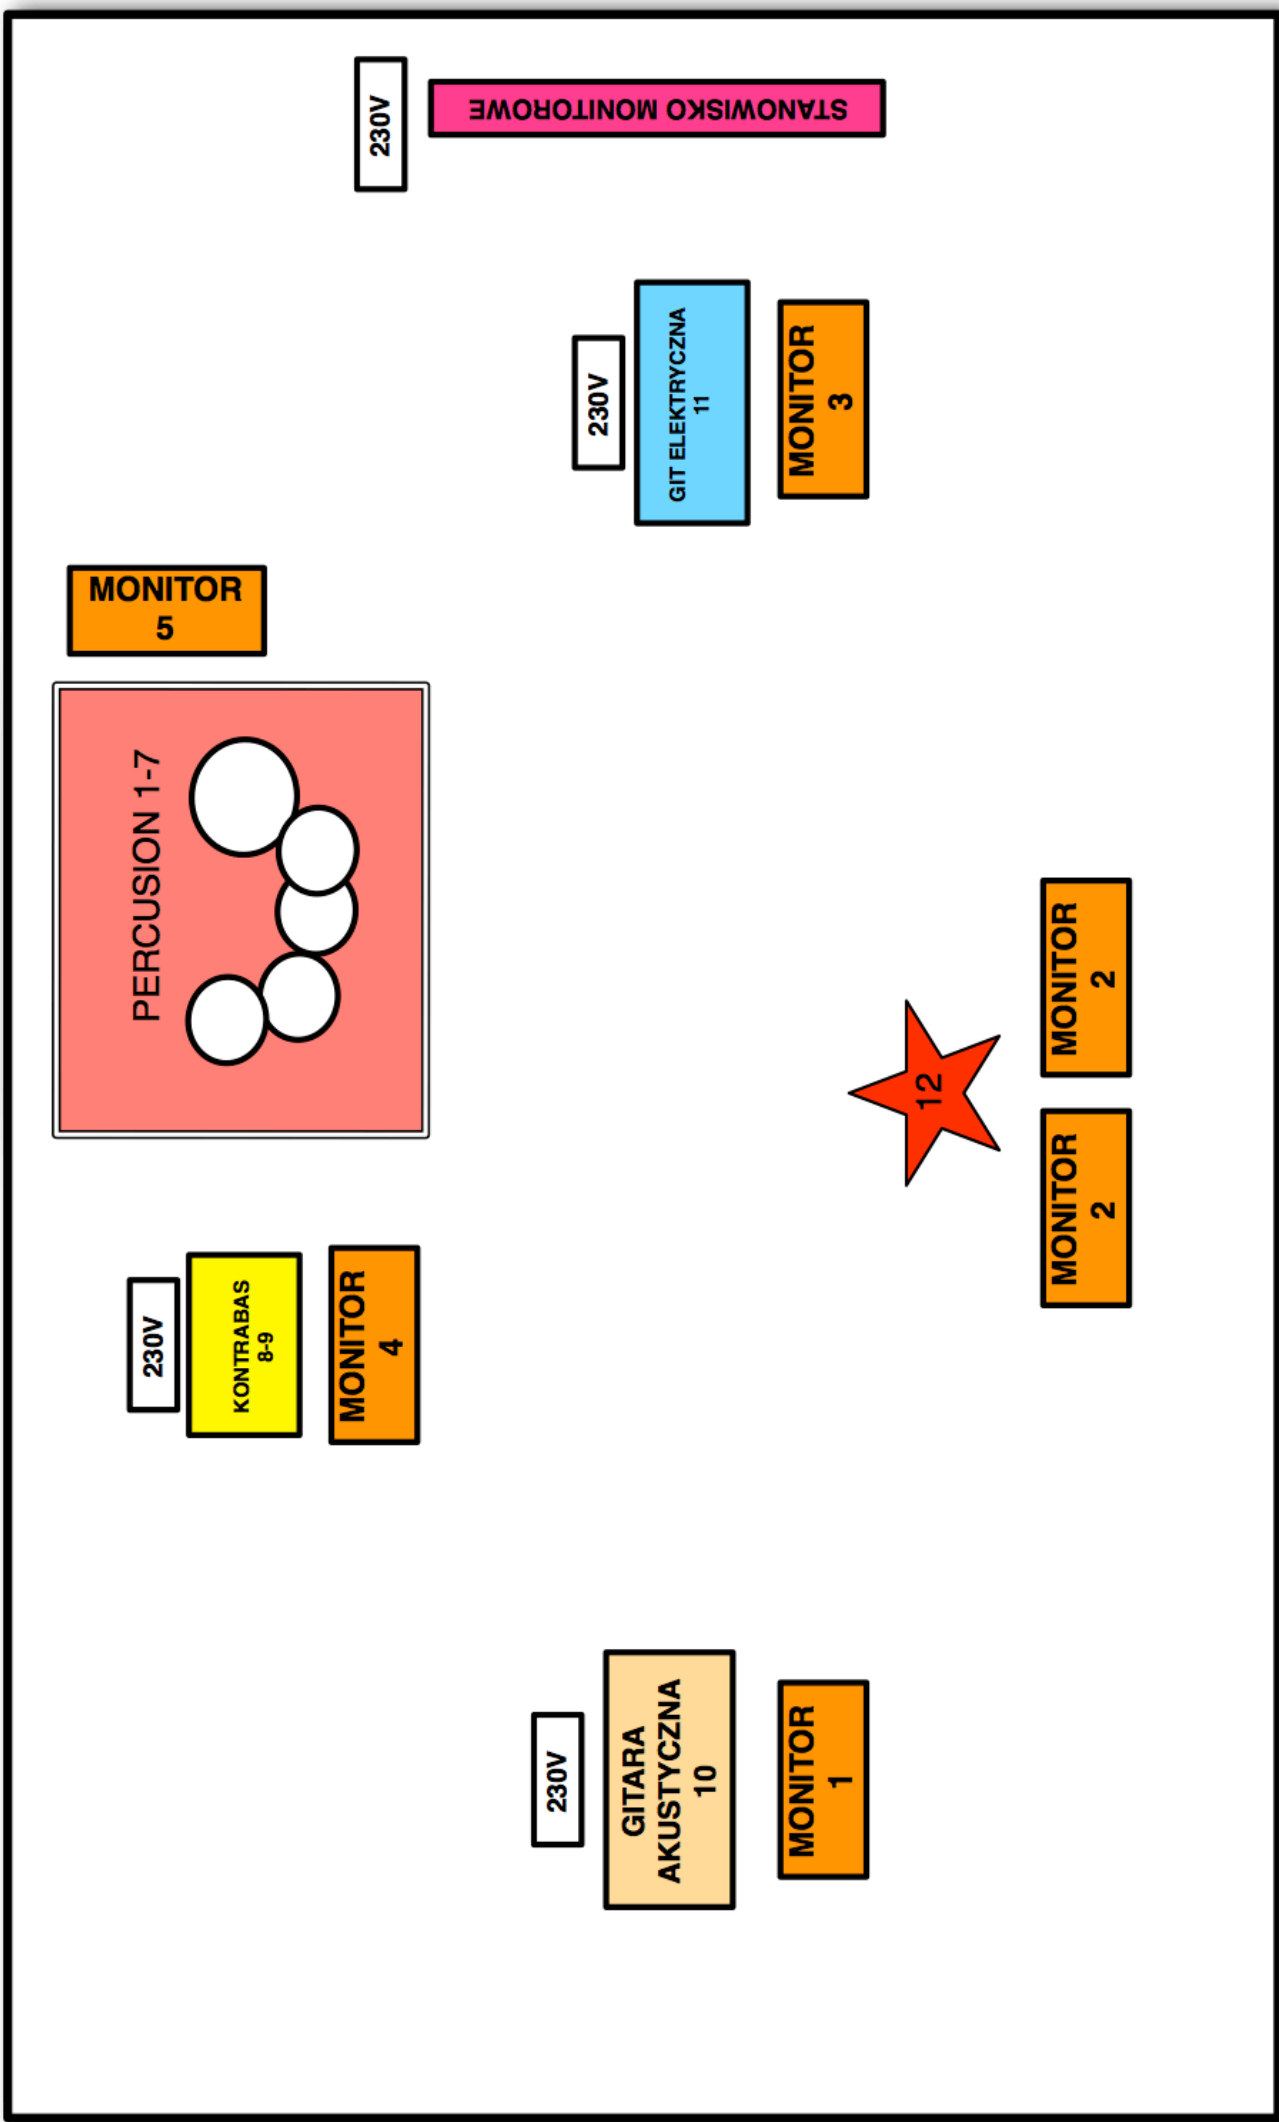 230V
STANOWISKO MONITOROWE
230V
GIT ELEKTRYCZNA
11
MONITOR
3
MONITOR
5
PERCUSION 1-7
MONITOR
2
12
MONITOR
2
230V
KONTRABAS
8-9
MONITOR
4
230V
GITARA
AKUSTYCZNA
10
MONITOR
1